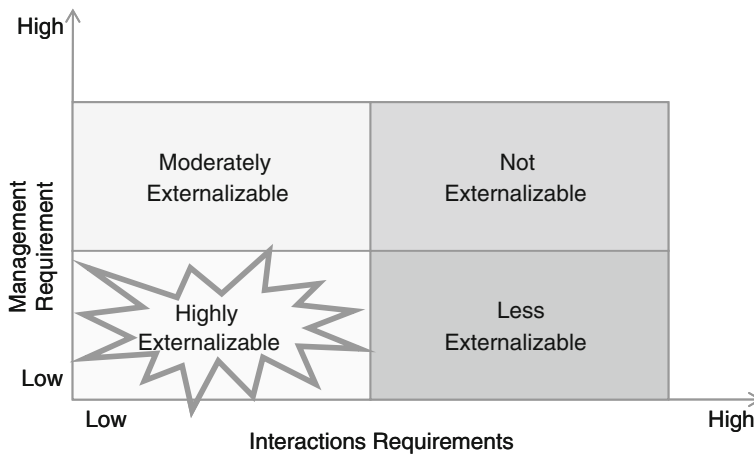 High
Moderately
Externalizable
Not
Externalizable
Management
Requirement
Highly
Externalizable
Less
Externalizable
Low
Low
High
Interactions Requirements